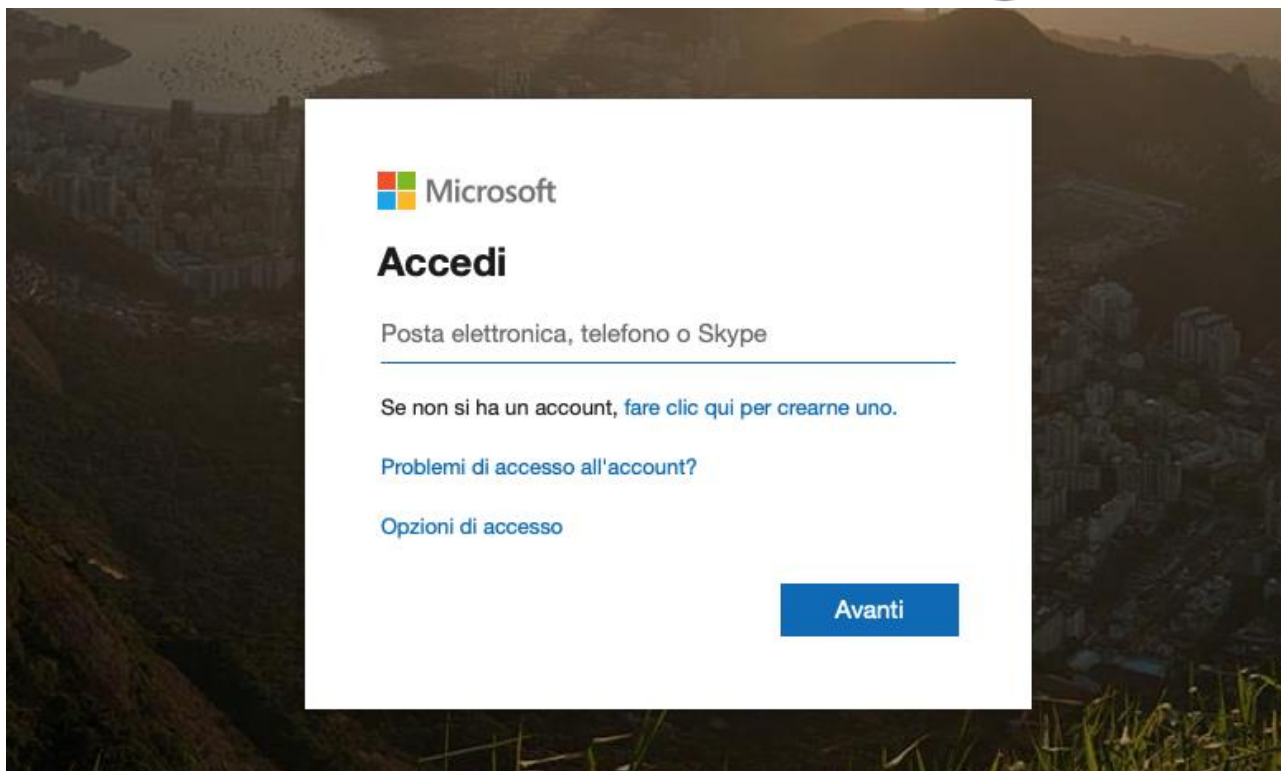 Microsoft
Accedi
Posta elettronica, telefono o Skype
Se non si ha un account, fare clic qui per crearne uno.
Problemi di accesso all'account?
Opzioni di accesso
Avanti